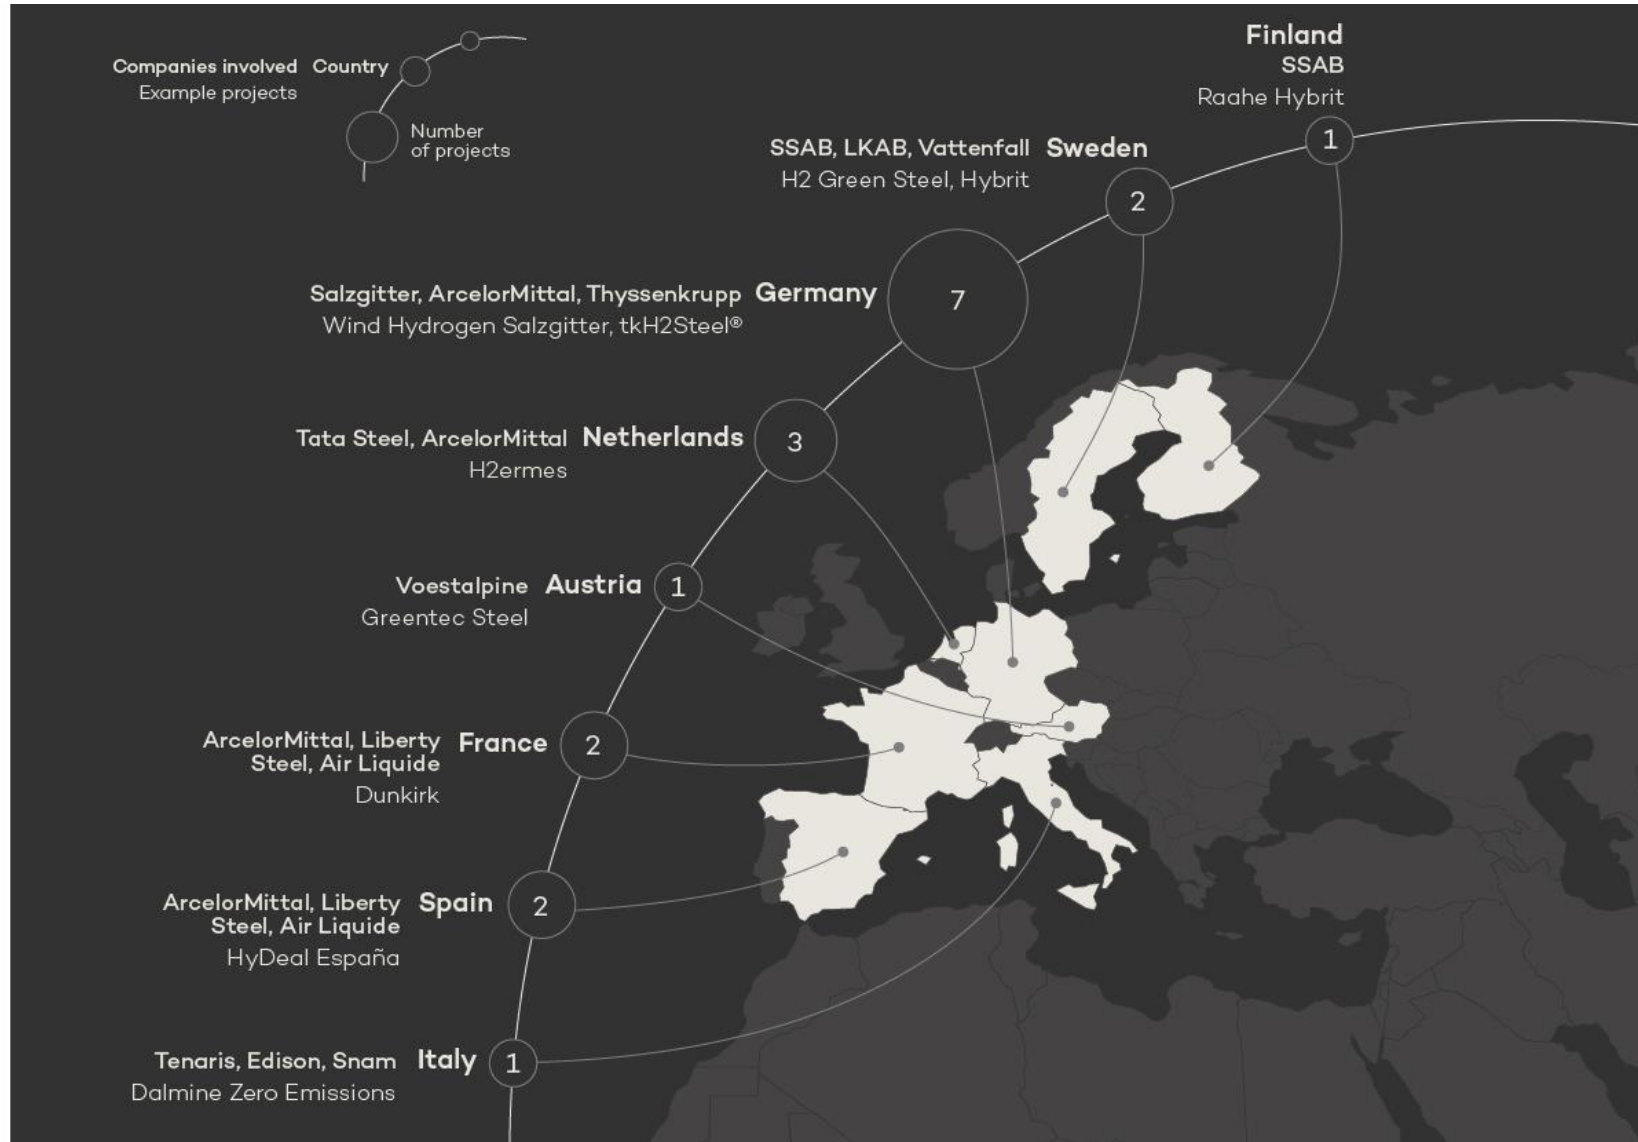 Companies involved Country
Example projects
Number
of projects
Finland
SSAB
Raahe Hybrit
1
SSAB, LKAB, Vattenfall Sweden
H2 Green Steel, Hybrit
2
Salzgitter, ArcelorMittal, Thyssenkrupp Germany
Wind Hydrogen Salzgitter, tkH2Steel®
7
Tata Steel, ArcelorMittal Netherlands
H2ermes
3
Voestalpine Austria
Greentec Steel
1
ArcelorMittal, Liberty France
Steel, Air Liquide
Dunkirk
2
ArcelorMittal, Liberty Spain
Steel, Air Liquide
HyDeal España
2
Tenaris, Edison, Snam Italy
Dalmine Zero Emissions
1